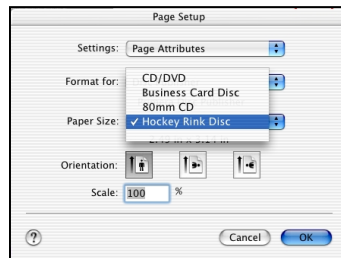 Page Setup
Settings: Page Attributes
Format for:
CD/DVD
Business Card Disc
80mm CD
Paper Size: ✓ Hockey Rink Disc
Orientation:
Scale: 100 %
? Cancel OK